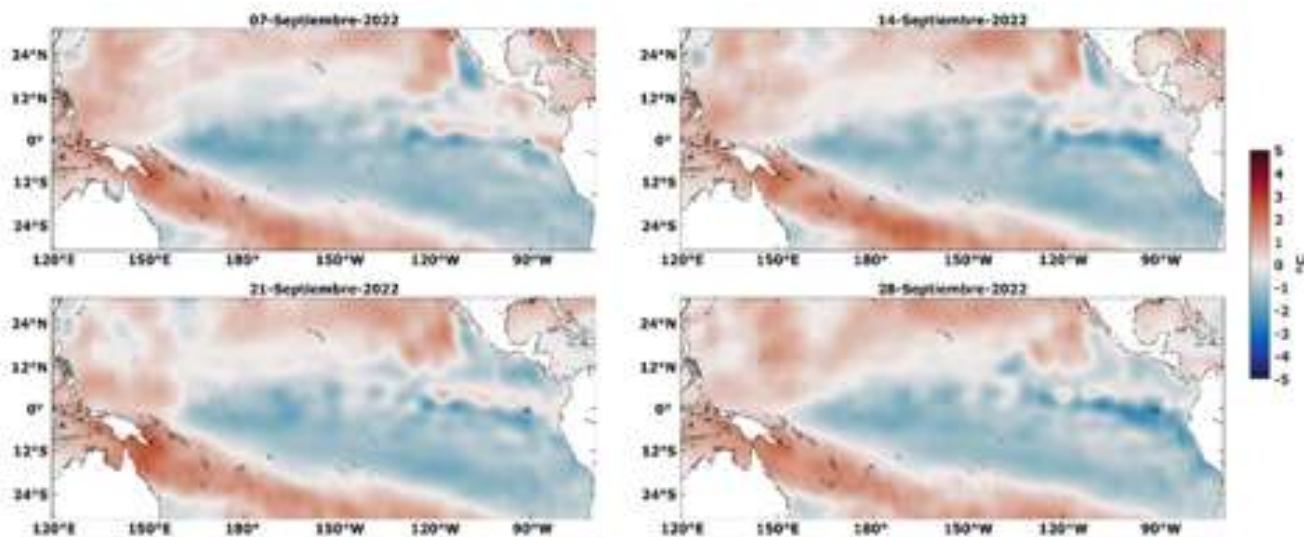 07-Septiembre-2022
14-Septiembre-2022
24°N
12°N
0°
12°S
24°S
120°E 150°E 180° 150°W 120°W 90°W
24°N
12°N
0°
12°S
24°S
120°E 150°E 180° 150°W 120°W 90°W
21-Septiembre-2022
28-Septiembre-2022
24°N
12°N
0°
12°S
24°S
120°E 150°E 180° 150°W 120°W 90°W
24°N
12°N
0°
12°S
24°S
120°E 150°E 180° 150°W 120°W 90°W
5
4
3
2
1
0
-1
-2
-3
-4
-5
°C